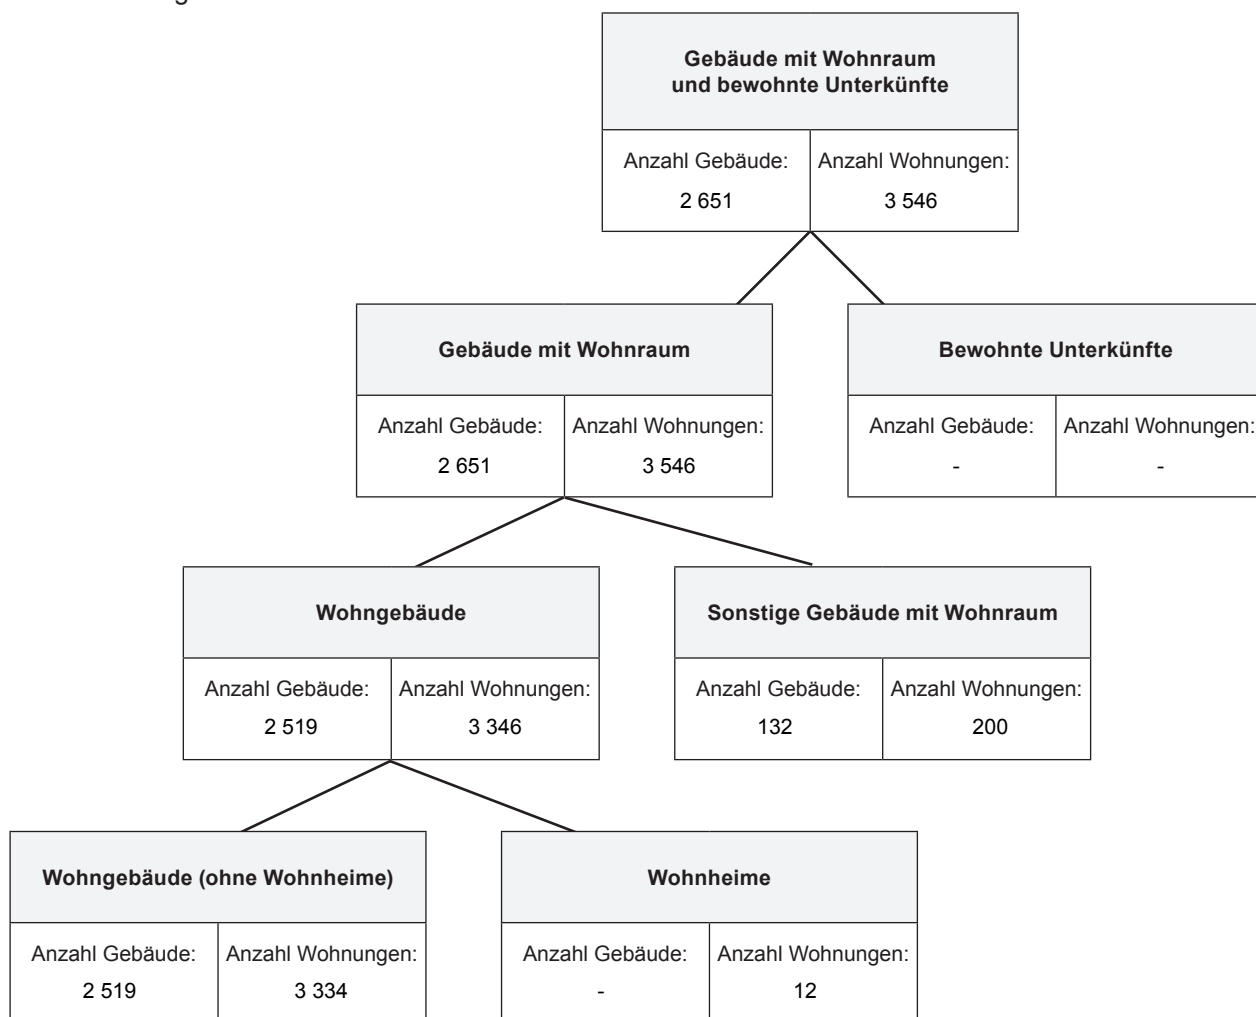 Gebäude mit Wohnraum
und bewohnte Unterkünfte
Anzahl Gebäude: Anzahl Wohnungen:
2 651 3 546
Gebäude mit Wohnraum
Anzahl Gebäude: Anzahl Wohnungen:
2 651 3 546
Bewohnte Unterkünfte
Anzahl Gebäude: Anzahl Wohnungen:
- -
Wohngebäude
Anzahl Gebäude: Anzahl Wohnungen:
2 519 3 346
Sonstige Gebäude mit Wohnraum
Anzahl Gebäude: Anzahl Wohnungen:
132 200
Wohngebäude (ohne Wohnheime)
Anzahl Gebäude: Anzahl Wohnungen:
2 519 3 334
Wohnheime
Anzahl Gebäude: Anzahl Wohnungen:
- 12